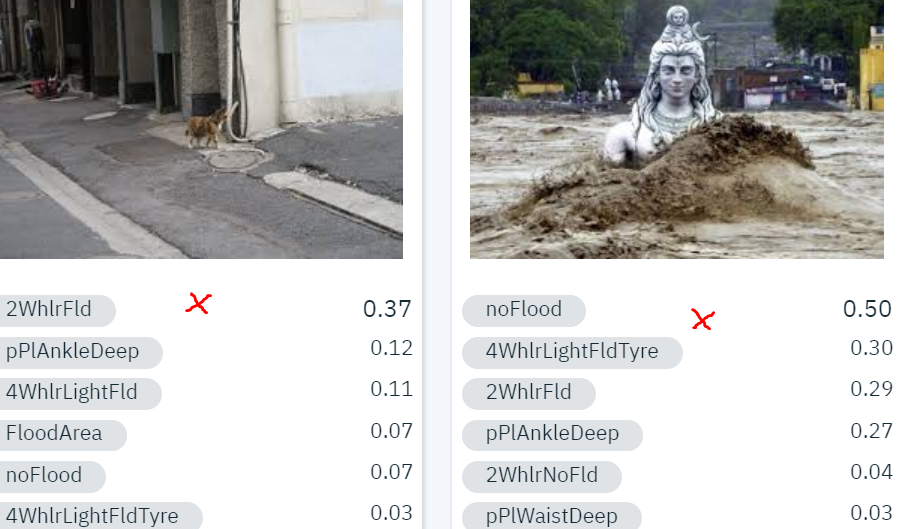 2WhlrFld 0.37
pPlAnkleDeep 0.12
4WhlrLightFld 0.11
FloodArea 0.07
noFlood 0.07
4WhlrLightFldTyre 0.03
noFlood 0.50
4WhlrLightFldTyre 0.30
2WhlrFld 0.29
pPlAnkleDeep 0.27
2WhlrNoFld 0.04
pPlWaistDeep 0.03